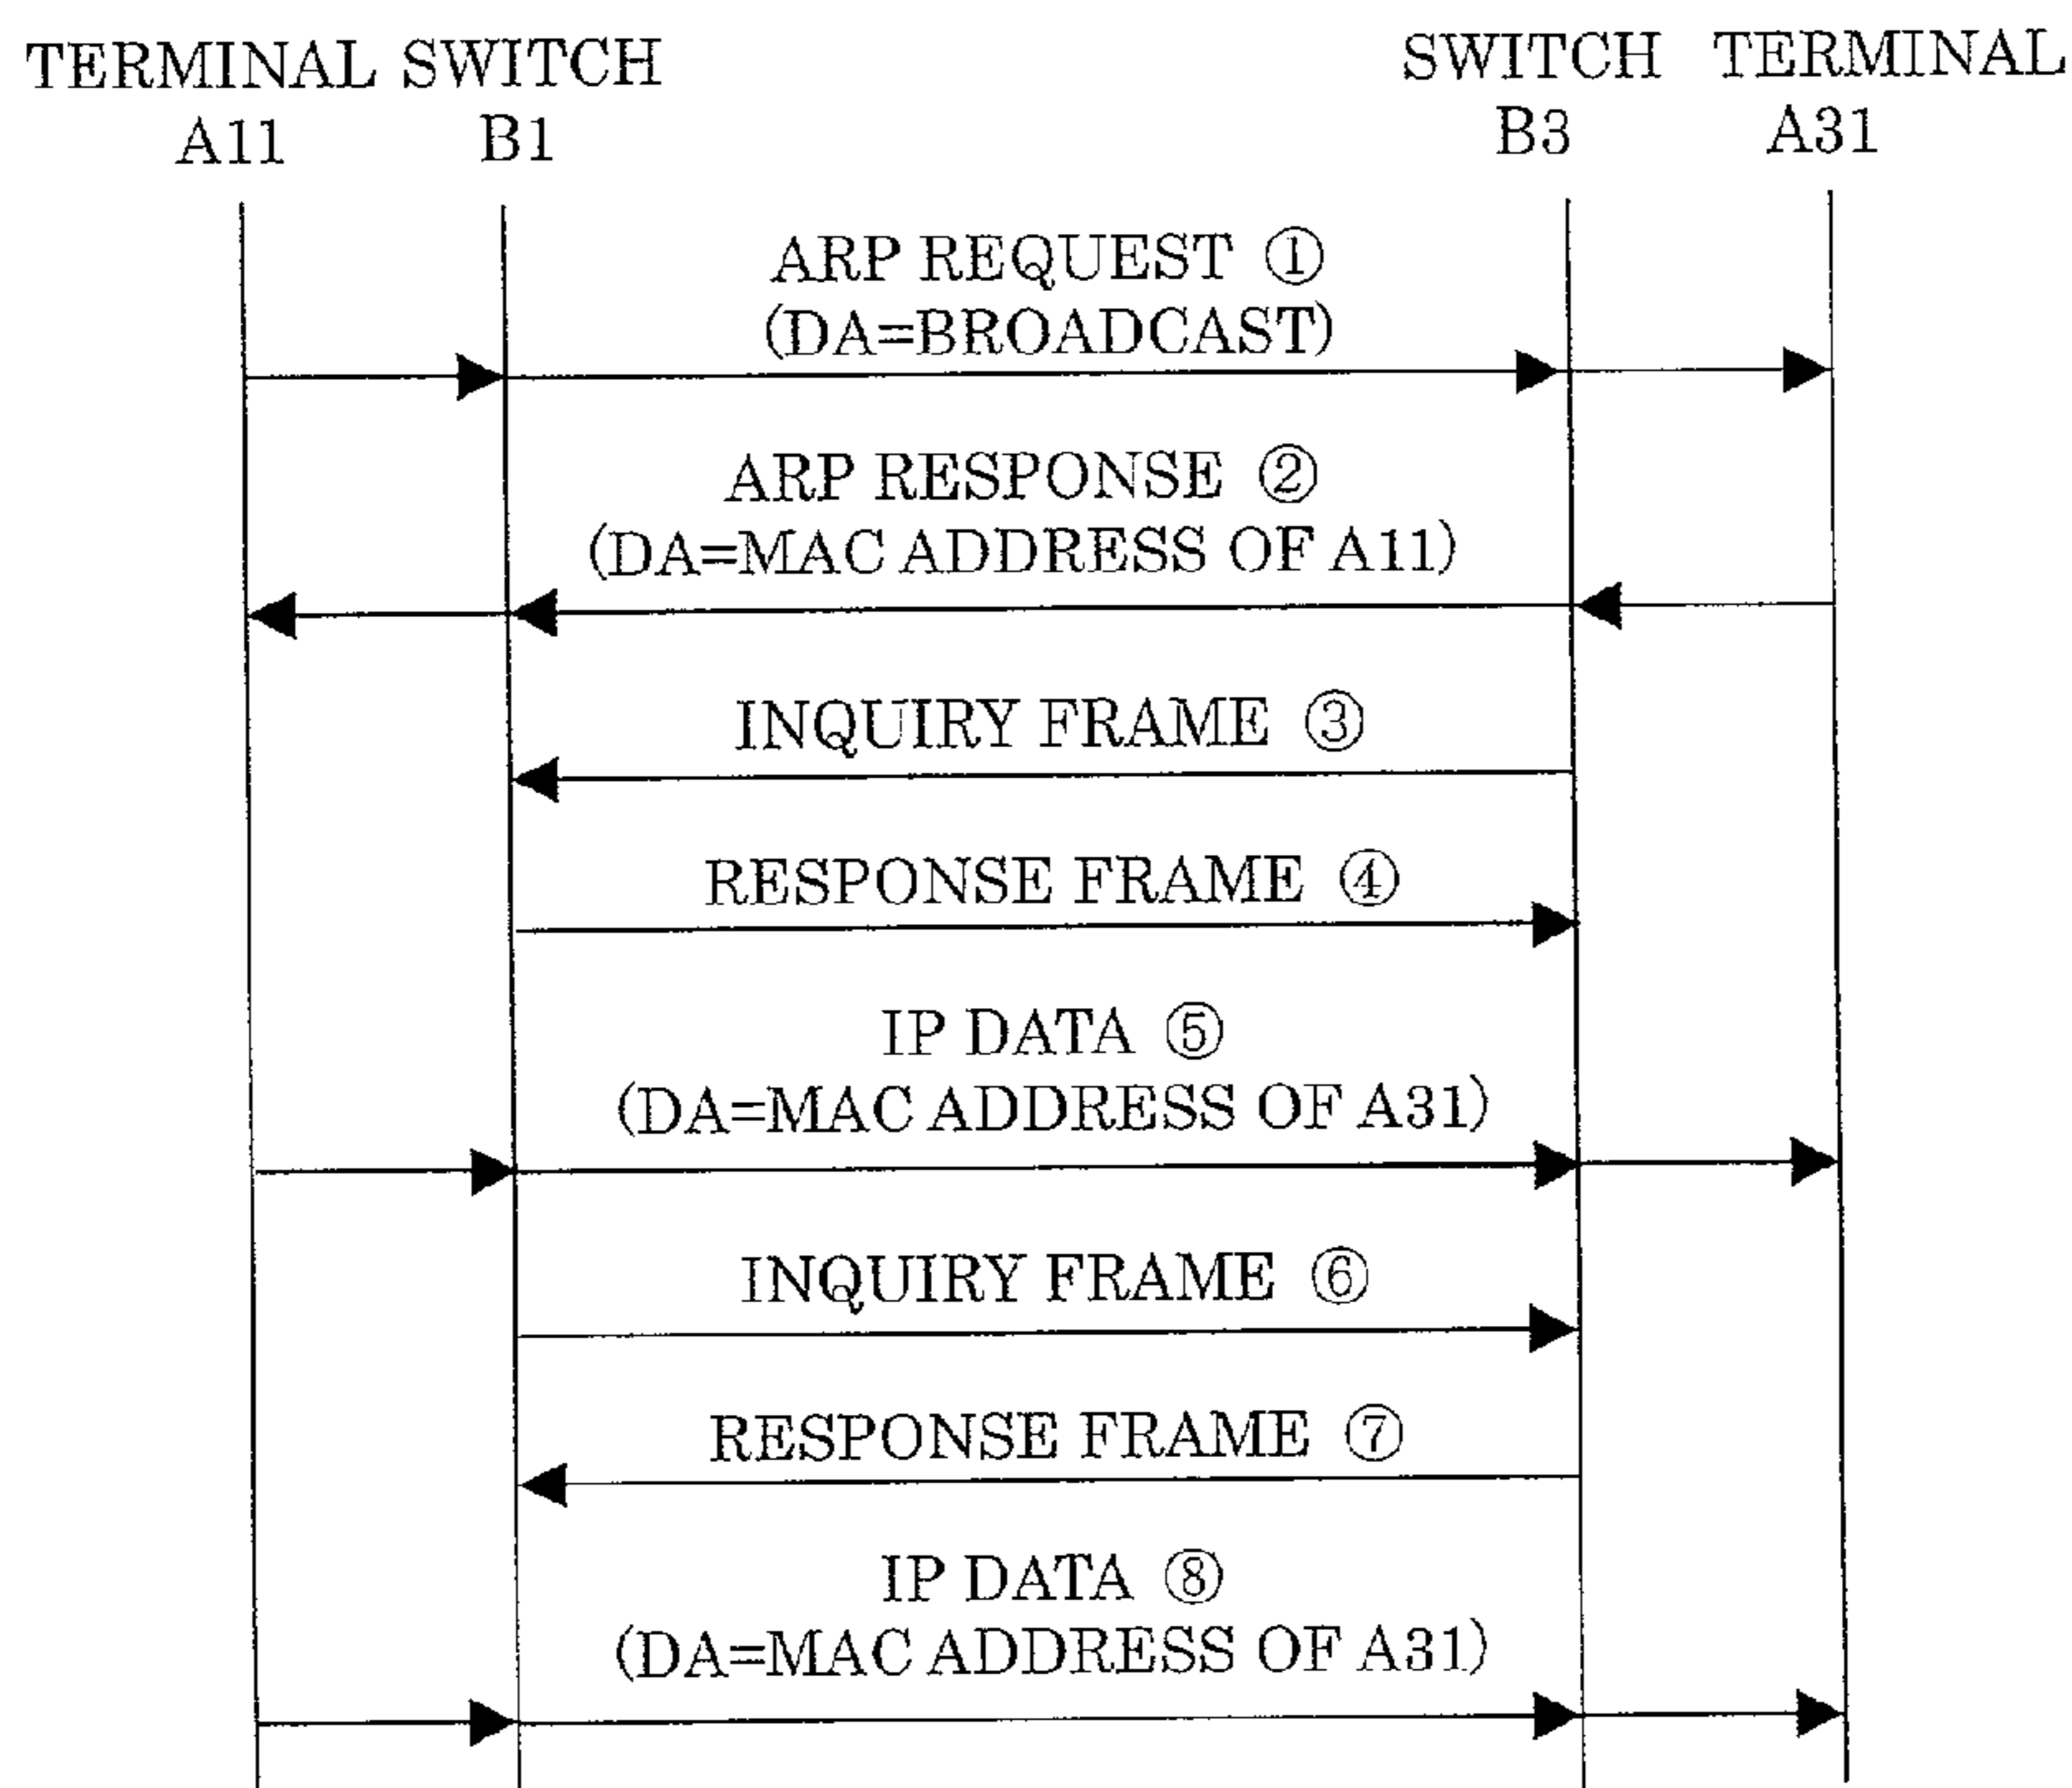 TERMINAL SWITCH SWITCH TERMINAL
A11 B1 B3 A31
ARP REQUEST ①
(DA=BROADCAST)
ARP RESPONSE ②
(DA=MAC ADDRESS OF A11)
INQUIRY FRAME ③
RESPONSE FRAME ④
IP DATA ⑤
(DA=MAC ADDRESS OF A31)
INQUIRY FRAME ⑥
RESPONSE FRAME ⑦
IP DATA ⑧
(DA=MAC ADDRESS OF A31)